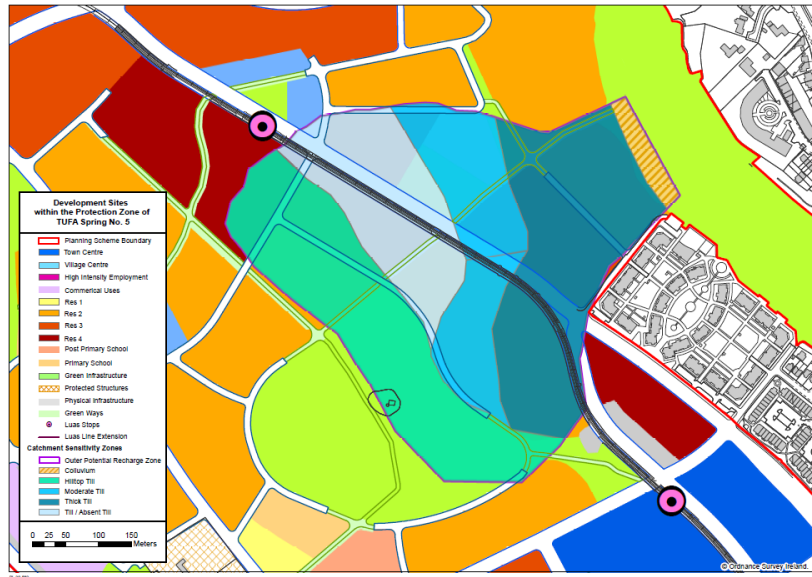 Development Sites
within the Protection Zone of
TUFA Spring No. 5
Planning Scheme Boundary
Town Centre
Village Centre
High Intensity Employment
Commerical Uses
Res 1
Res 2
Res 3
Res 4
Post Primary School
Primary School
Green Infrastructure
Protected Structures
Physical Infrastructure
Green Ways
Luas Stops
Luas Line Extension
Catchment Sensitivity Zones
Outer Potential Recharge Zone
Colluvium
Hilltop Till
Moderate Till
Thick Till
Till / Absent Till
0 25 50 100 150
Meters
© Ordnance Survey Ireland